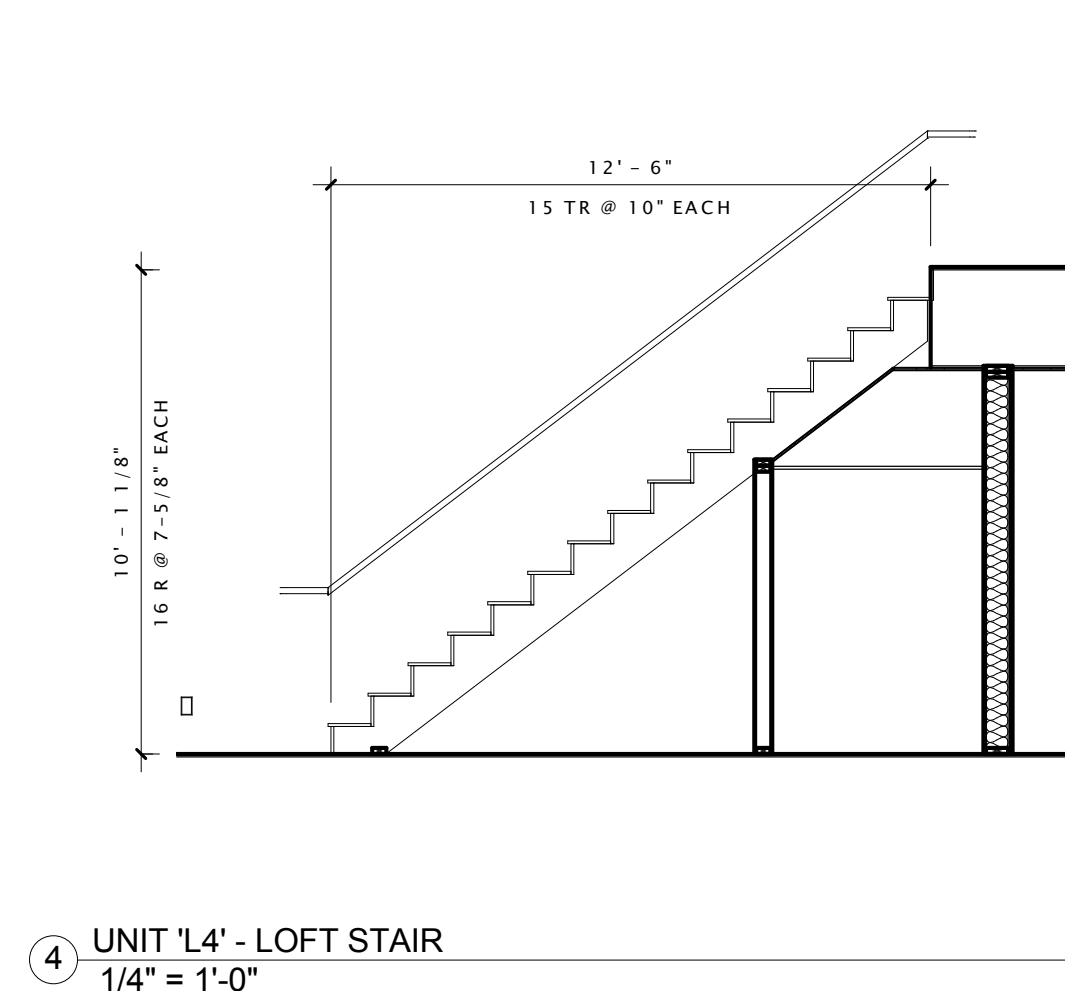 12' – 6"
15 TR @ 10" EACH
10' – 1 1/8"
16 R @ 7–5/8" EACH
4
UNIT 'L4' - LOFT STAIR
1/4" = 1'-0"